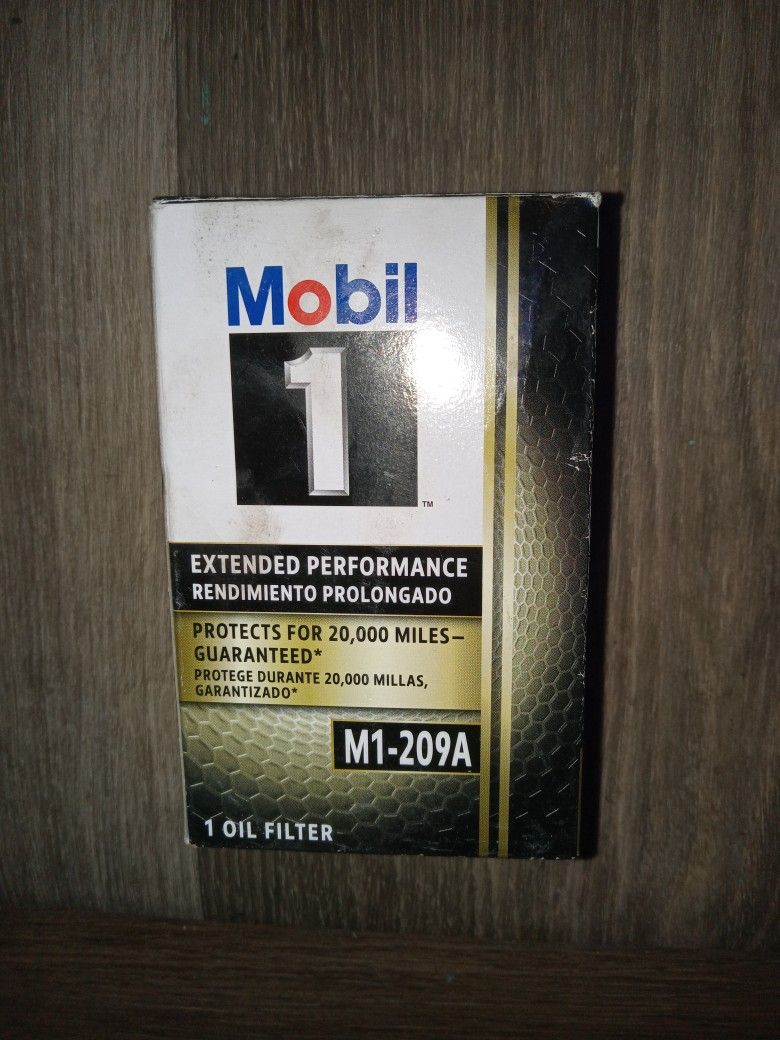 Mobil
1
TM
EXTENDED PERFORMANCE
RENDIMIENTO PROLONGADO
PROTECTS FOR 20,000 MILES–
GUARANTEED*
PROTEGE DURANTE 20,000 MILLAS,
GARANTIZADO*
M1-209A
1 OIL FILTER